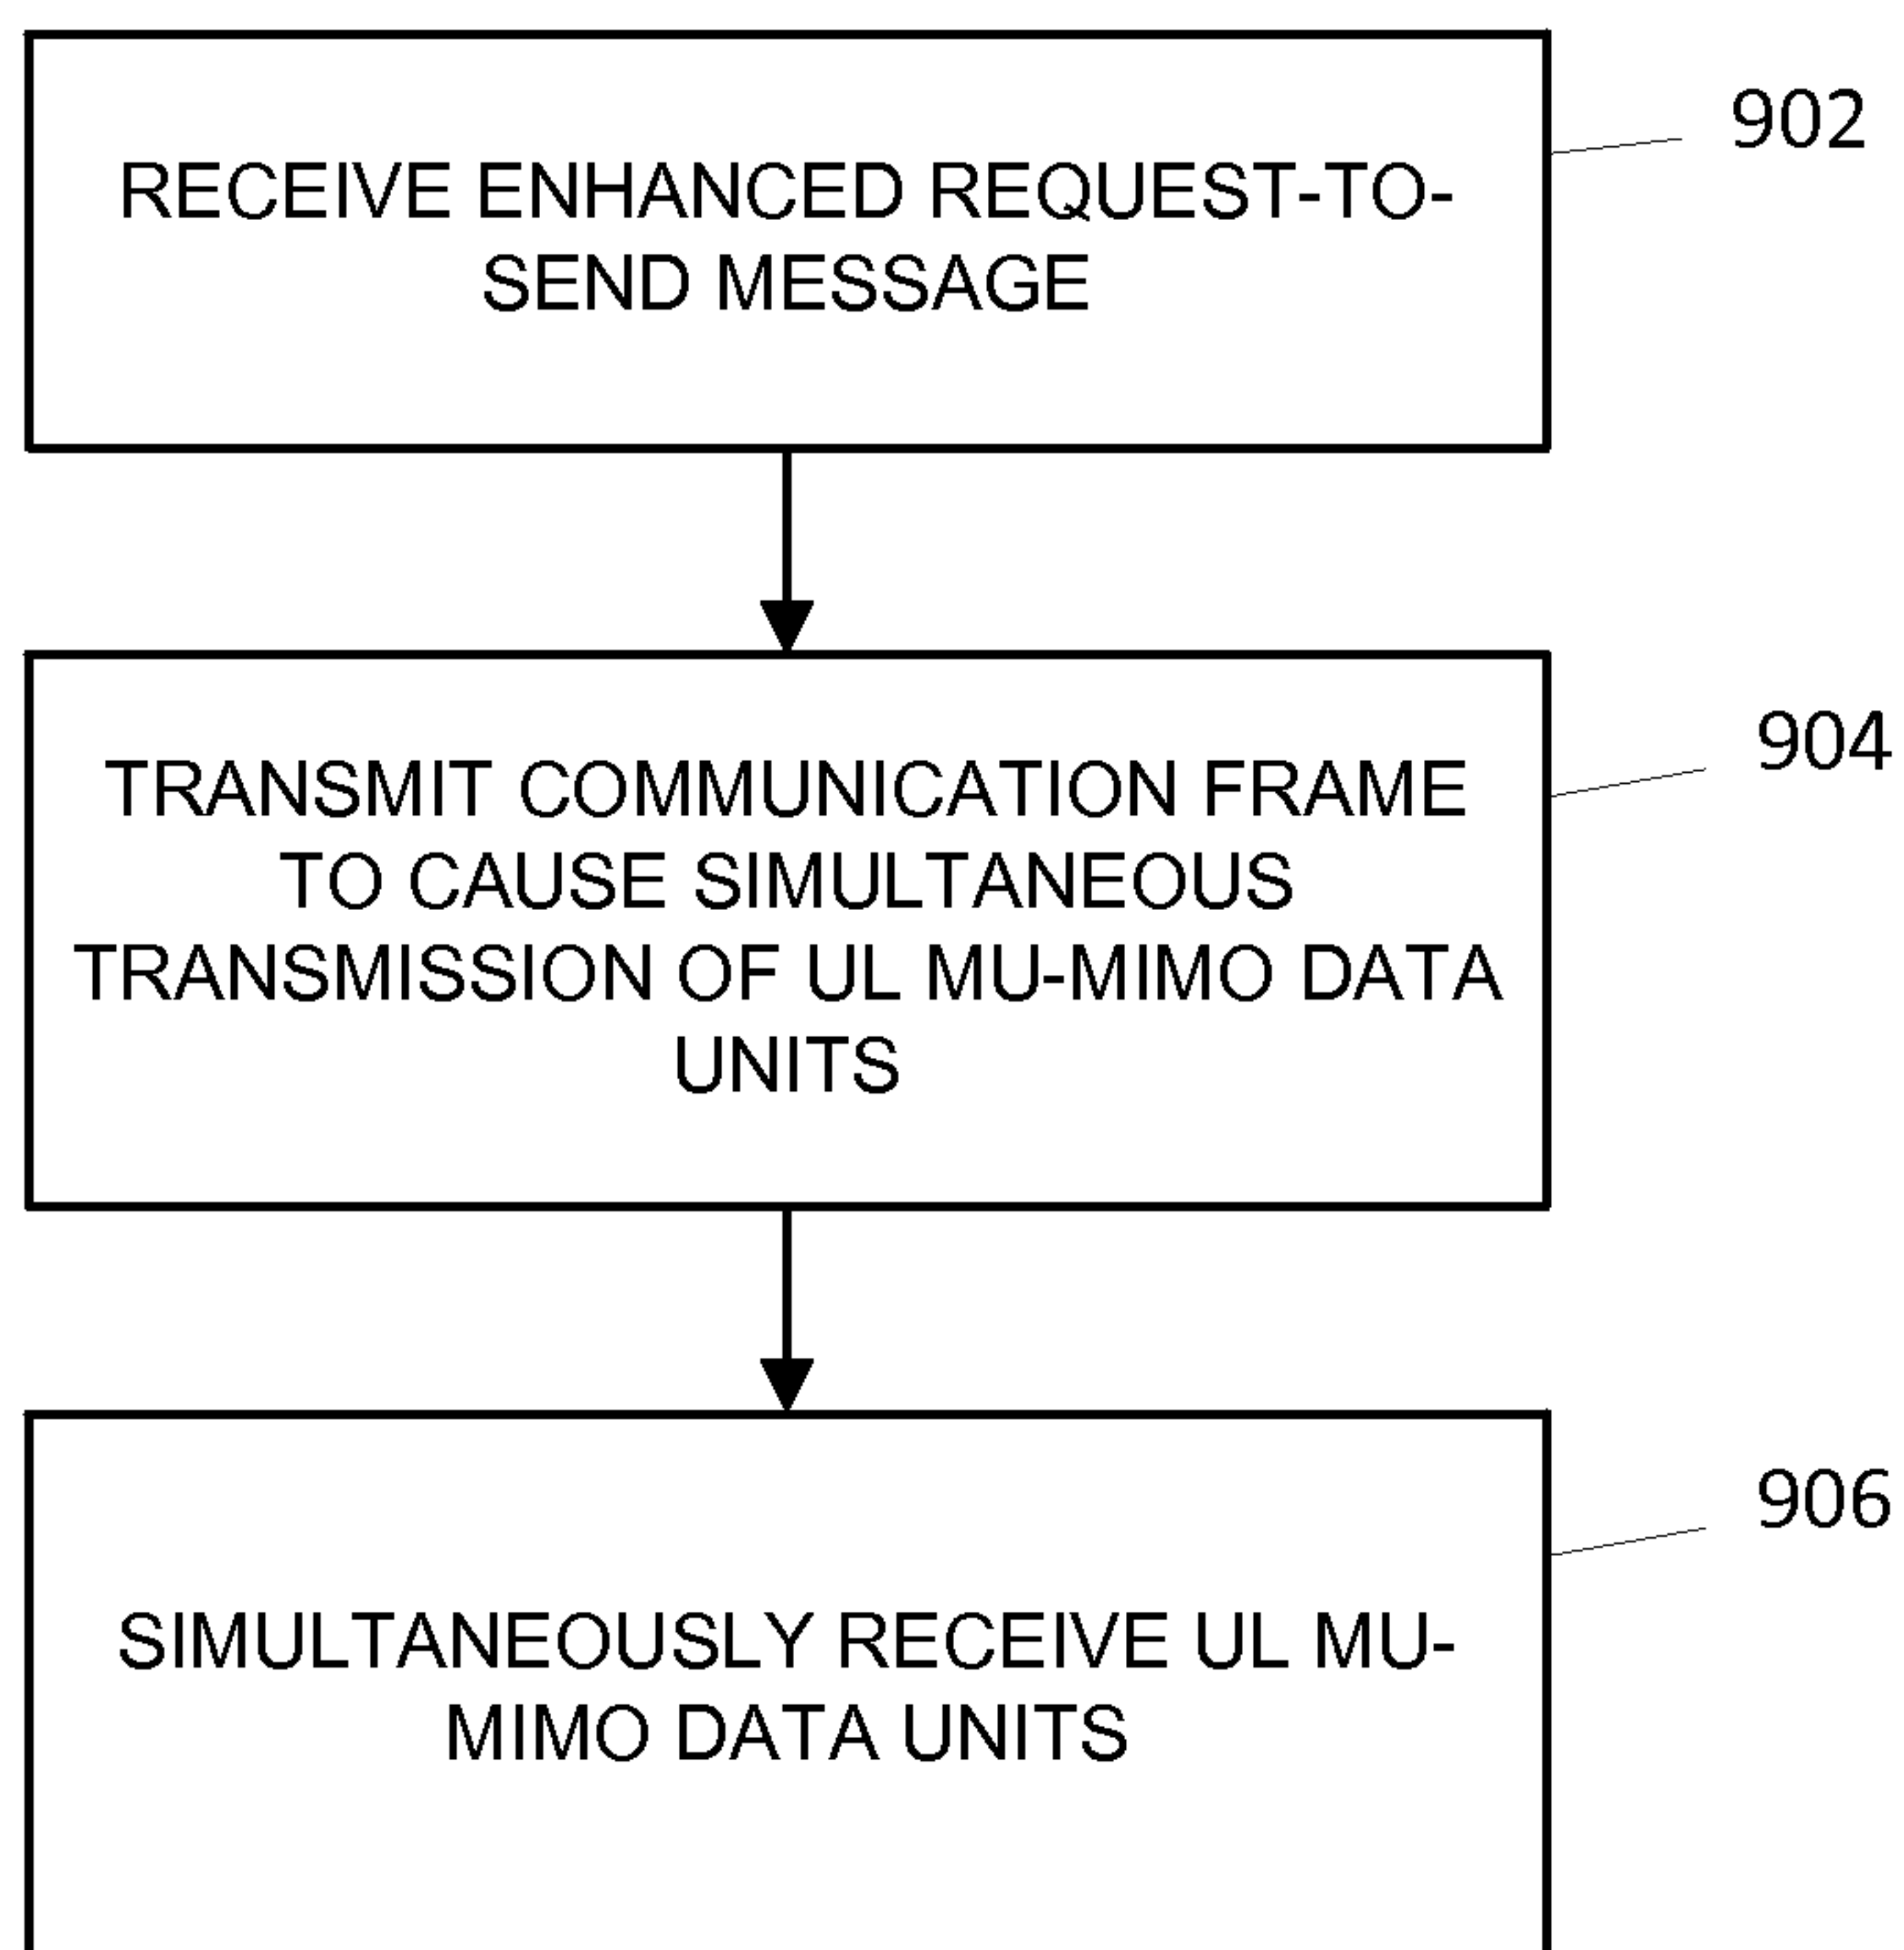 RECEIVE ENHANCED REQUEST-TO-
SEND MESSAGE
902
TRANSMIT COMMUNICATION FRAME
TO CAUSE SIMULTANEOUS
TRANSMISSION OF UL MU-MIMO DATA
UNITS
904
SIMULTANEOUSLY RECEIVE UL MU-
MIMO DATA UNITS
906